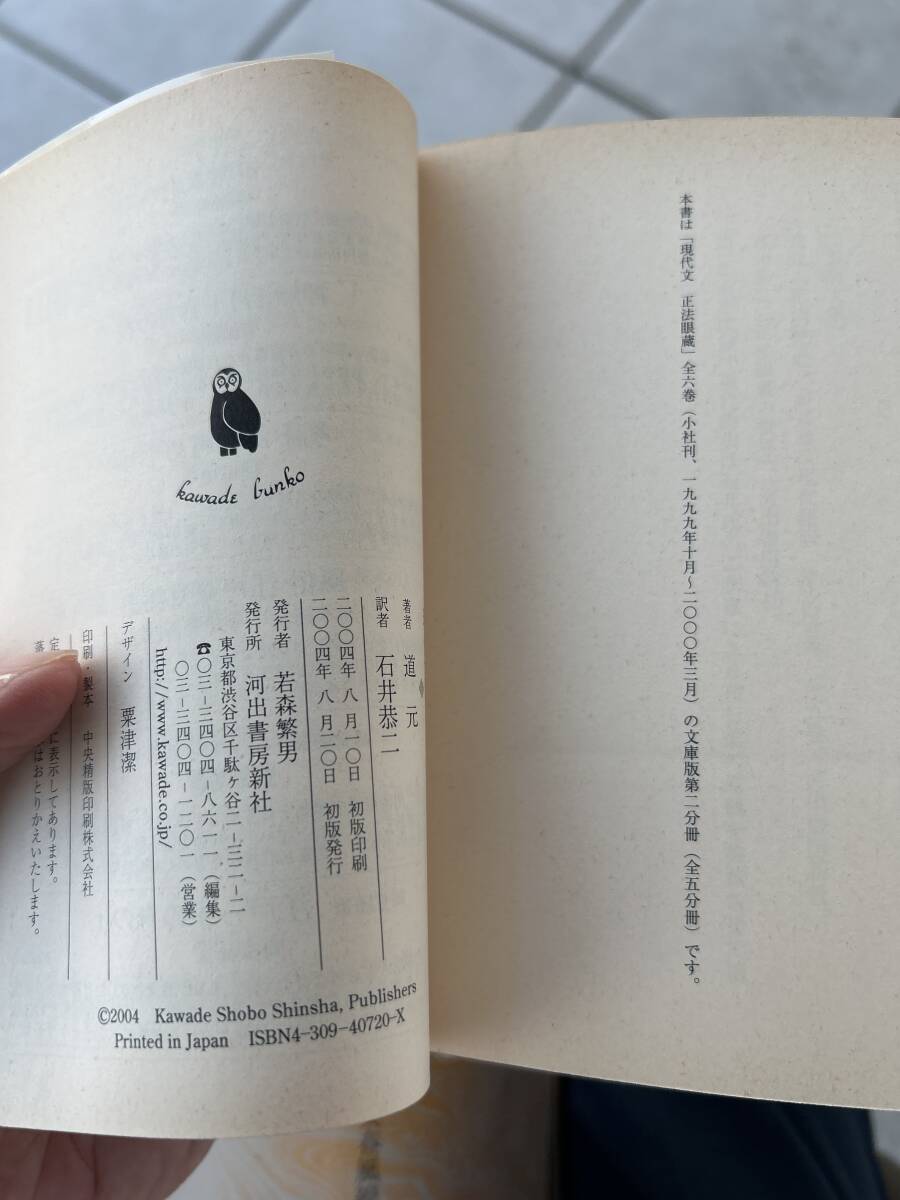 本書は「現代文 正法眼蔵」全六巻(小社刊、一九九九年十月〜二〇〇〇年三月)の文庫版第二分冊(全五分冊)です。
kawade bunko
著者 道元
訳者 石井恭二
二〇〇四年 八月一〇日 初版印刷
二〇〇四年 八月二〇日 初版発行
発行者 若森繁男
発行所 河出書房新社
東京都渋谷区千駄ヶ谷二-三二-二
☎〇三-三四〇四-八六一一(編集)
〇三-三四〇四-一二〇一(営業)
http://www.kawade.co.jp/
デザイン 粟津潔
印刷・製本 中央精版印刷株式会社
定 に表示してあります。
落 はおとりかえいたします。
©2004 Kawade Shobo Shinsha, Publishers
Printed in Japan ISBN4-309-40720-X